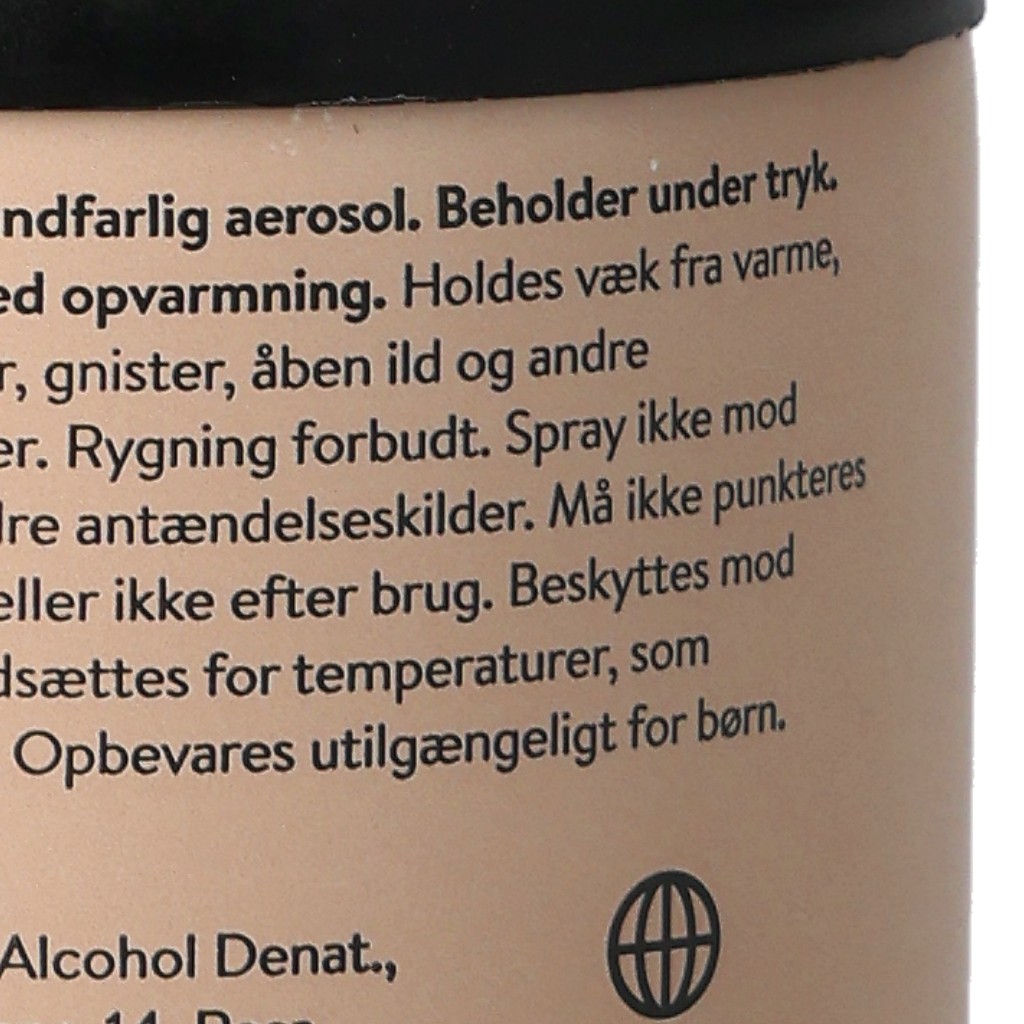 ndfarlig aerosol. Beholder under tryk.
ed opvarmning. Holdes væk fra varme,
r, gnister, åben ild og andre
er. Rygning forbudt. Spray ikke mod
dre antændelseskilder. Må ikke punkteres
eller ikke efter brug. Beskyttes mod
dsættes for temperaturer, som
Opbevares utilgængeligt for børn.
Alcohol Denat.,